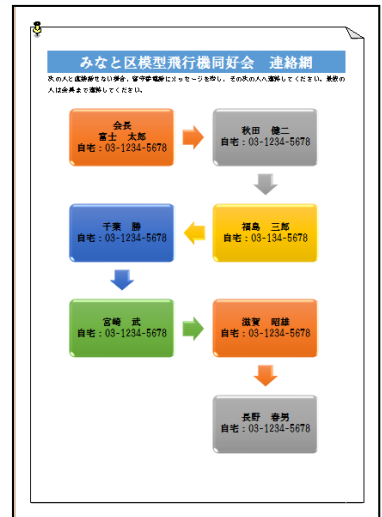 みなと区模型飛行機同好会　連絡網
次の人と直接話せない場合、留守番電話にメッセージを残し、その次の人へ連絡してください。最後の
人は会長まで連絡してください。
会長
富士　太郎
自宅：03-1234-5678
秋田　健二
自宅：03-1234-5678
福島　三郎
自宅：03-134-5678
千葉　勝
自宅：03-1234-5678
宮崎　武
自宅：03-1234-5678
滋賀　昭雄
自宅：03-1234-5678
長野　春男
自宅：03-1234-5678